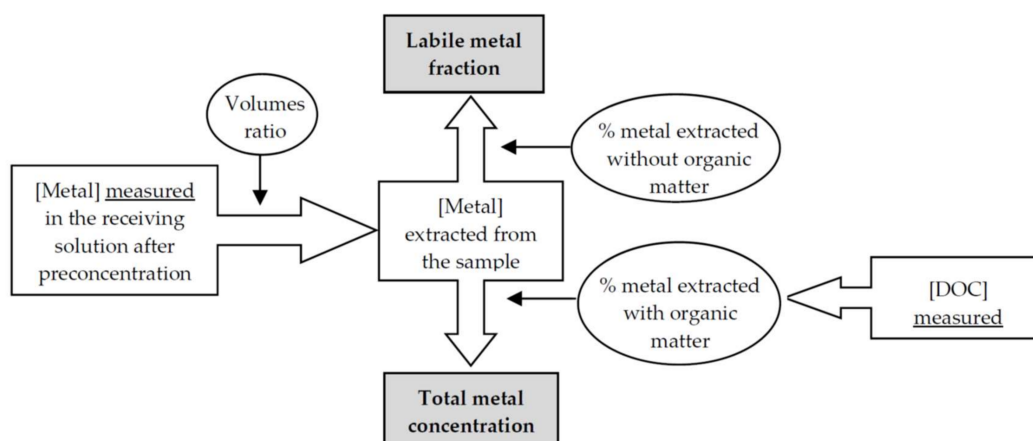 Labile metal
fraction
Volumes
ratio
% metal extracted
without organic
matter
[Metal] measured
in the receiving
solution after
preconcentration
[Metal]
extracted from
the sample
% metal extracted
with organic
matter
[DOC]
measured
Total metal
concentration